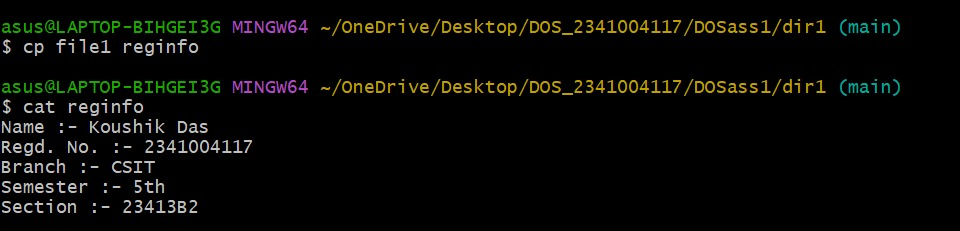 asus@LAPTOP-BIHGEI3G MINGW64 ~/OneDrive/Desktop/DOS_2341004117/DOSass1/dir1 (main)
$ cp file1 reginfo
asus@LAPTOP-BIHGEI3G MINGW64 ~/OneDrive/Desktop/DOS_2341004117/DOSass1/dir1 (main)
$ cat reginfo
Name :- Koushik Das
Regd. No. :- 2341004117
Branch :- CSIT
Semester :- 5th
Section :- 23413B2